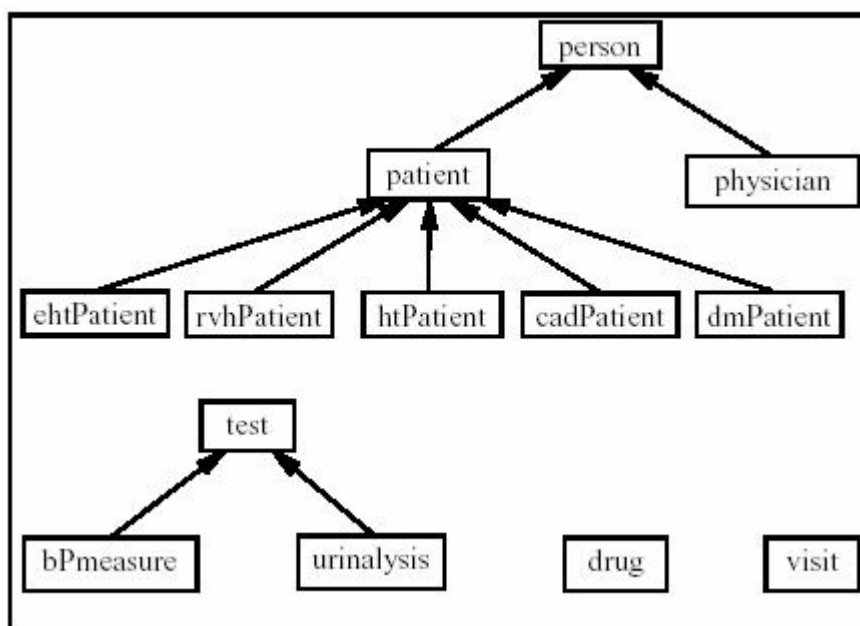 person
patient
physician
ehtPatient
rvhPatient
htPatient
cadPatient
dmPatient
test
bPmeasure
urinalysis
drug
visit